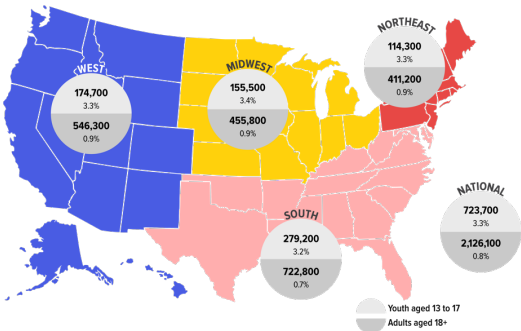 WEST
174,700
3.3%
546,300
0.9%
MIDWEST
155,500
3.4%
455,800
0.9%
NORTHEAST
114,300
3.3%
411,200
0.9%
SOUTH
279,200
3.2%
722,800
0.7%
NATIONAL
723,700
3.3%
2,126,100
0.8%
Youth aged 13 to 17
Adults aged 18+